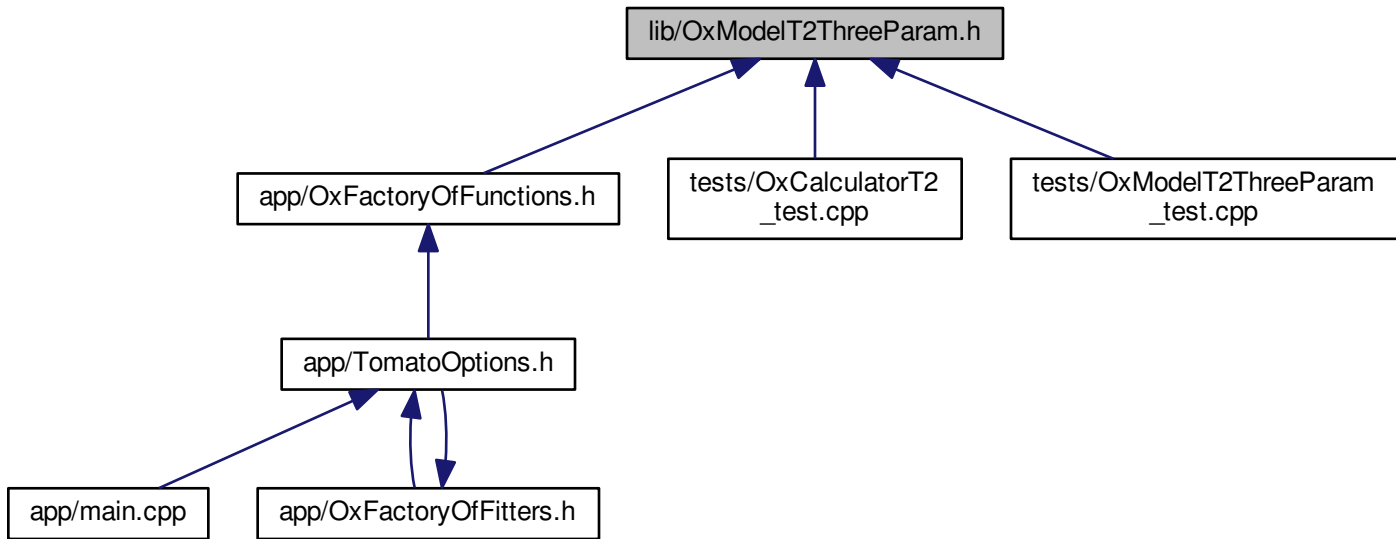 lib/OxModelT2ThreeParam.h
app/OxFactoryOfFunctions.h
tests/OxCalculatorT2
_test.cpp
tests/OxModelT2ThreeParam
_test.cpp
app/TomatoOptions.h
app/main.cpp
app/OxFactoryOfFitters.h